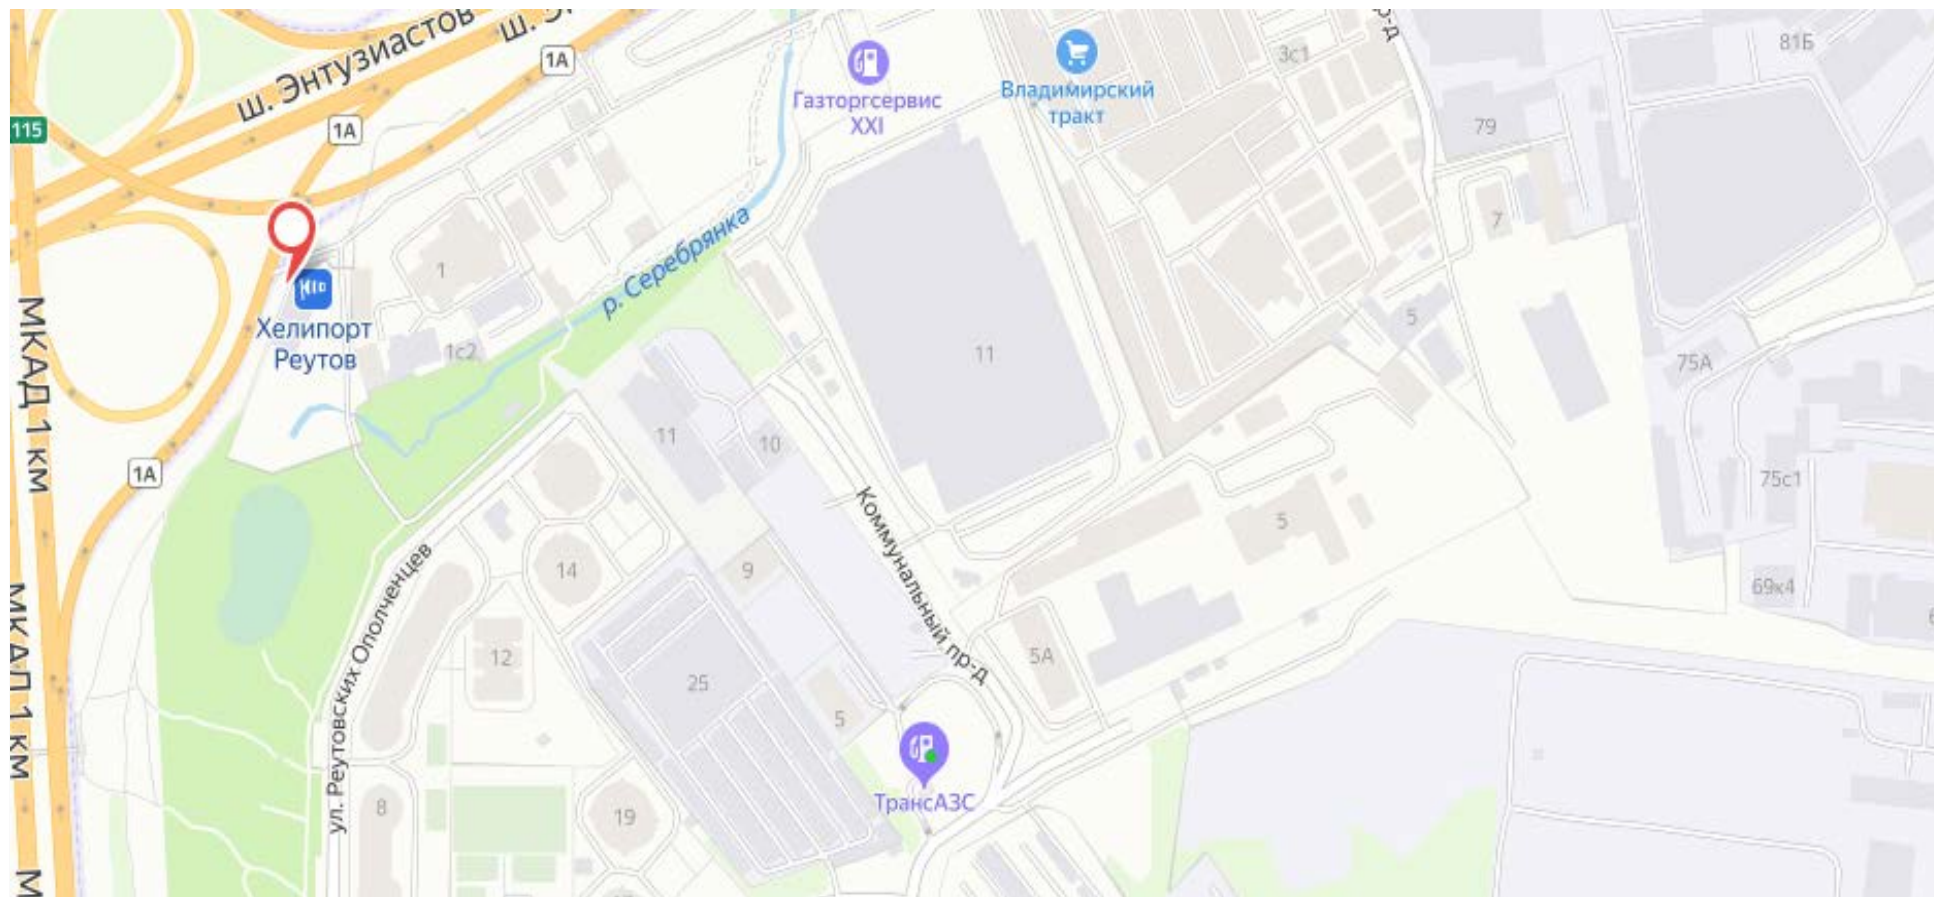 ш. Энтузиастов
ш. Э
1А
пр-д
3с1
81Б
Газторгсервис
XXI
Владимирский
тракт
115
1А
79
7
р. Серебрянка
1
Хелипорт
Реутов
1с2
МКАД 1 км
11
5
75А
1А
11
10
75с1
Коммунальный пр-д
5
14
9
69к4
6
ул. Реутовских Ополченцев
МКАД 1 км
12
5А
25
5
ТрансАЗС
8
19
М